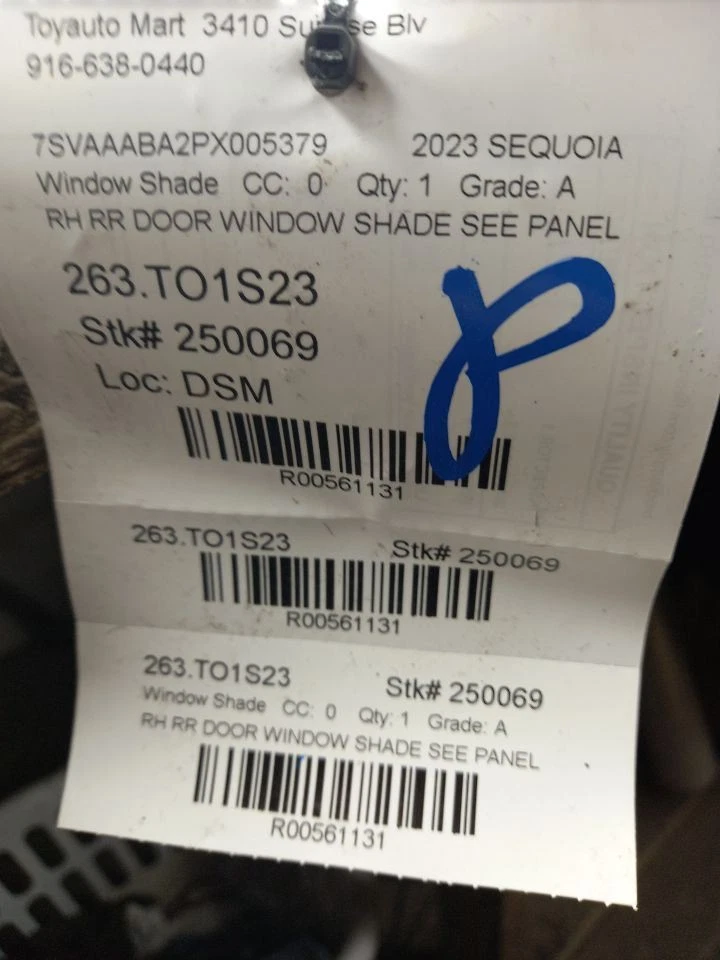 Toyauto Mart 3410 Su se Blv
916-638-0440
7SVAAABA2PX005379 2023 SEQUOIA
Window Shade CC: 0 Qty: 1 Grade: A
RH RR DOOR WINDOW SHADE SEE PANEL
263.TO1S23
Stk# 250069
Loc: DSM
R00561131
263.TO1S23 Stk# 250069
R00561131
263.TO1S23 Stk# 250069
Window Shade CC: 0 Qty: 1 Grade: A
RH RR DOOR WINDOW SHADE SEE PANEL
R00561131